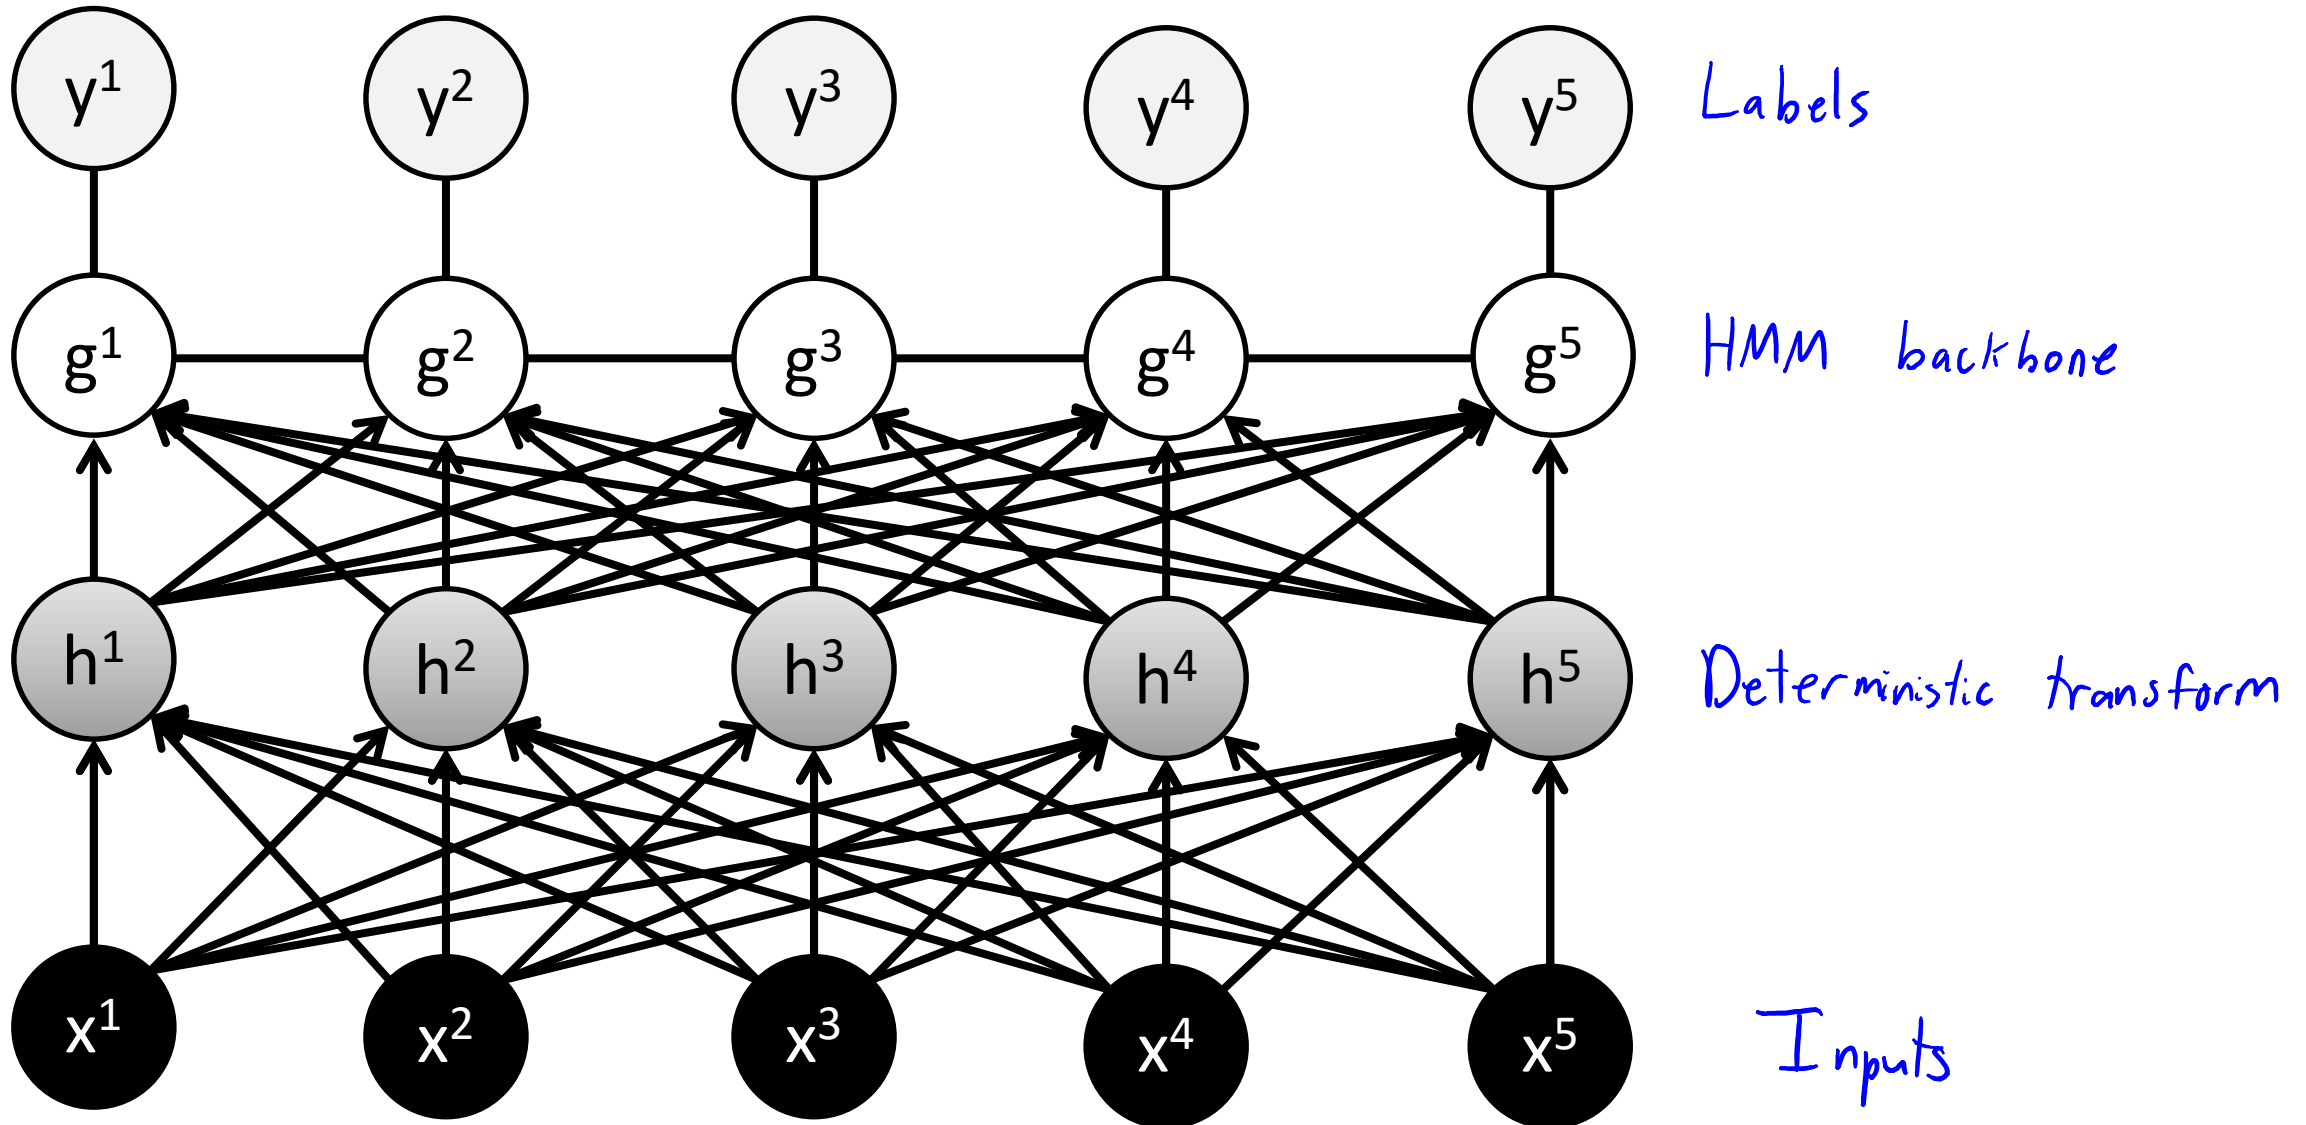 y¹ y² y³ y⁴ y⁵ Labels
g¹ g² g³ g⁴ g⁵ HMM backbone
h¹ h² h³ h⁴ h⁵ Deterministic transform
x¹ x² x³ x⁴ x⁵ Inputs